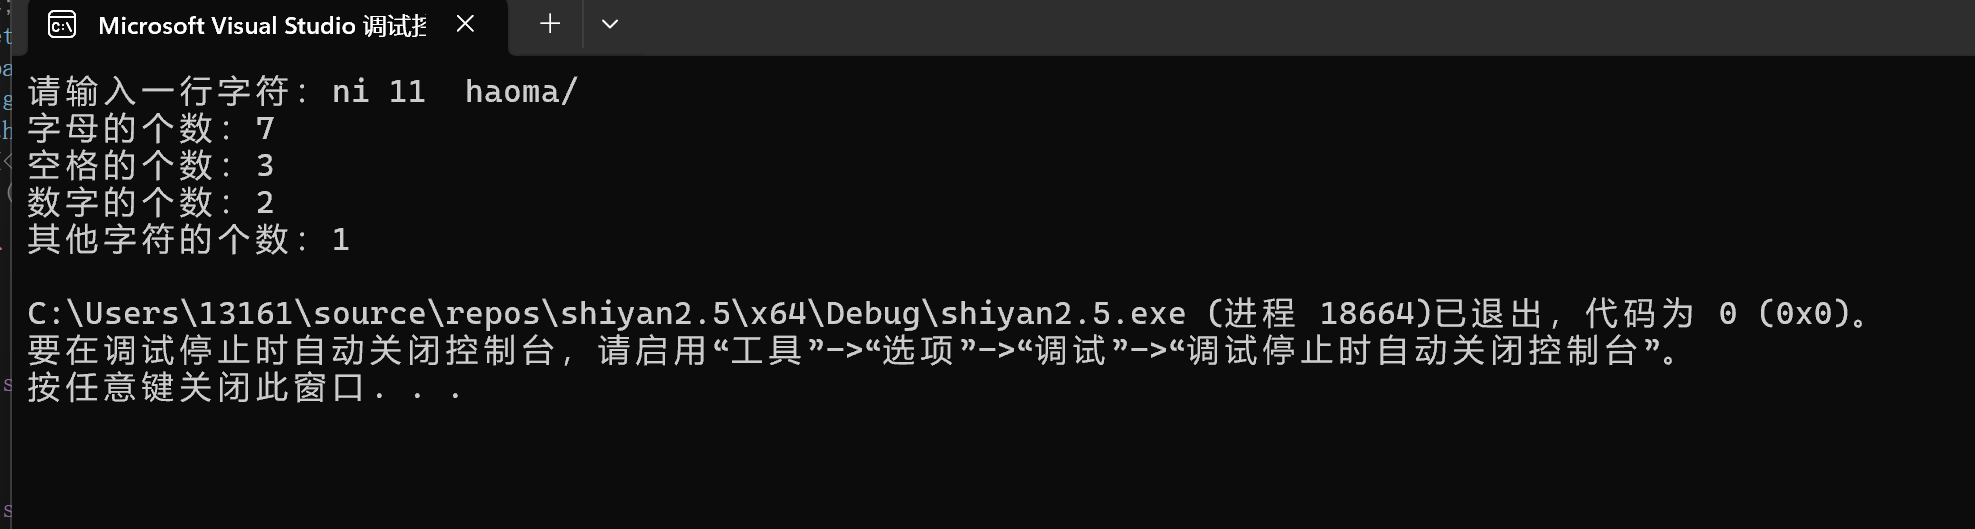 Microsoft Visual Studio 调试控
请输入一行字符：ni 11  haoma/
字母的个数：7
空格的个数：3
数字的个数：2
其他字符的个数：1
C:\Users\13161\source\repos\shiyan2.5\x64\Debug\shiyan2.5.exe (进程 18664)已退出，代码为 0 (0x0)。
要在调试停止时自动关闭控制台，请启用“工具”->“选项”->“调试”->“调试停止时自动关闭控制台”。
按任意键关闭此窗口. . .